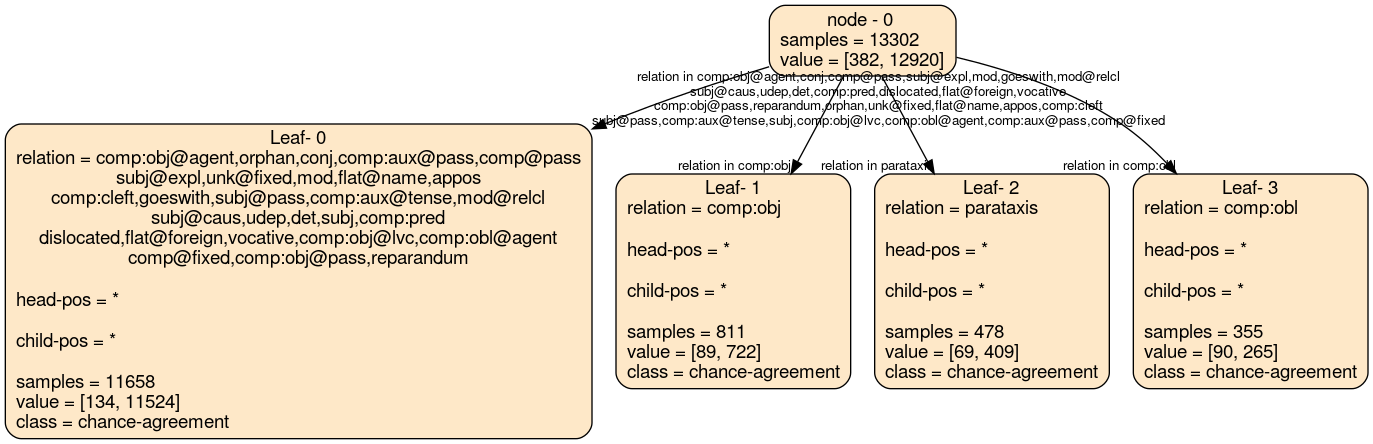 node - 0
samples = 13302
value = [382, 12920]
relation in comp:obj@agent,conj,comp@pass,subj@expl,mod,goeswith,mod@relcl
subj@caus,udep,det,comp:pred,dislocated,flat@foreign,vocative
comp:obj@pass,reparandum,orphan,unk@fixed,flat@name,appos,comp:cleft
subj@pass,comp:aux@tense,subj,comp:obj@lvc,comp:obl@agent,comp:aux@pass,comp@fixed
relation in comp:obj
relation in parataxis
relation in comp:obl
Leaf- 0
relation = comp:obj@agent,orphan,conj,comp:aux@pass,comp@pass
subj@expl,unk@fixed,mod,flat@name,appos
comp:cleft,goeswith,subj@pass,comp:aux@tense,mod@relcl
subj@caus,udep,det,subj,comp:pred
dislocated,flat@foreign,vocative,comp:obj@lvc,comp:obl@agent
comp@fixed,comp:obj@pass,reparandum
head-pos = *
child-pos = *
samples = 11658
value = [134, 11524]
class = chance-agreement
Leaf- 1
relation = comp:obj
head-pos = *
child-pos = *
samples = 811
value = [89, 722]
class = chance-agreement
Leaf- 2
relation = parataxis
head-pos = *
child-pos = *
samples = 478
value = [69, 409]
class = chance-agreement
Leaf- 3
relation = comp:obl
head-pos = *
child-pos = *
samples = 355
value = [90, 265]
class = chance-agreement